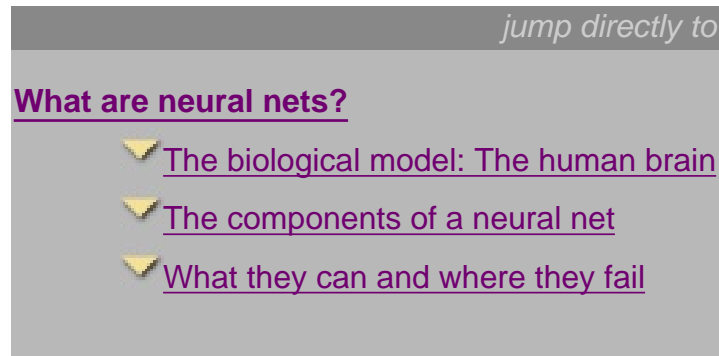 jump directly to
What are neural nets?
The biological model: The human brain
The components of a neural net
What they can and where they fail